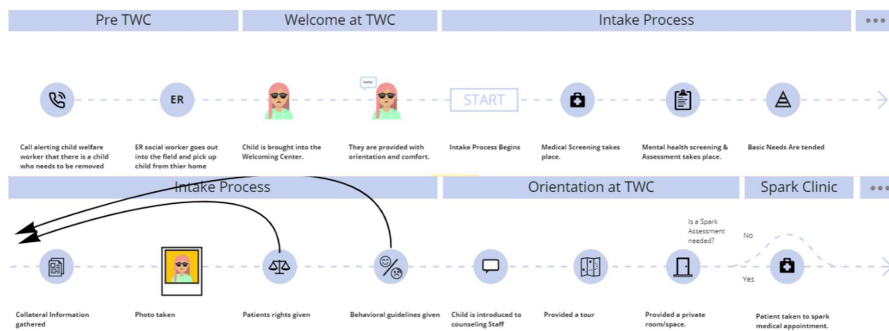 Pre TWC
Welcome at TWC
Intake Process
ER
START
Call alerting child welfare
worker that there is a child
who needs to be removed
ER social worker goes out
into the field and pick up
child from thier home
Child is brought into the
Welcoming Center.
They are provided with
orientation and comfort.
Intake Process Begins
Medical Screening takes
place.
Mental health screening &
Assessment takes place.
Basic Needs Are tended
Intake Process
Orientation at TWC
Spark Clinic
Is a Spark
Assessment
needed?
No
Yes
Collateral Information
gathered
Photo taken
Patients rights given
Behavioral guidelines given
Child is introduced to
counseling Staff
Provided a tour
Provided a private
room/space.
Patient taken to spark
medical appointment.